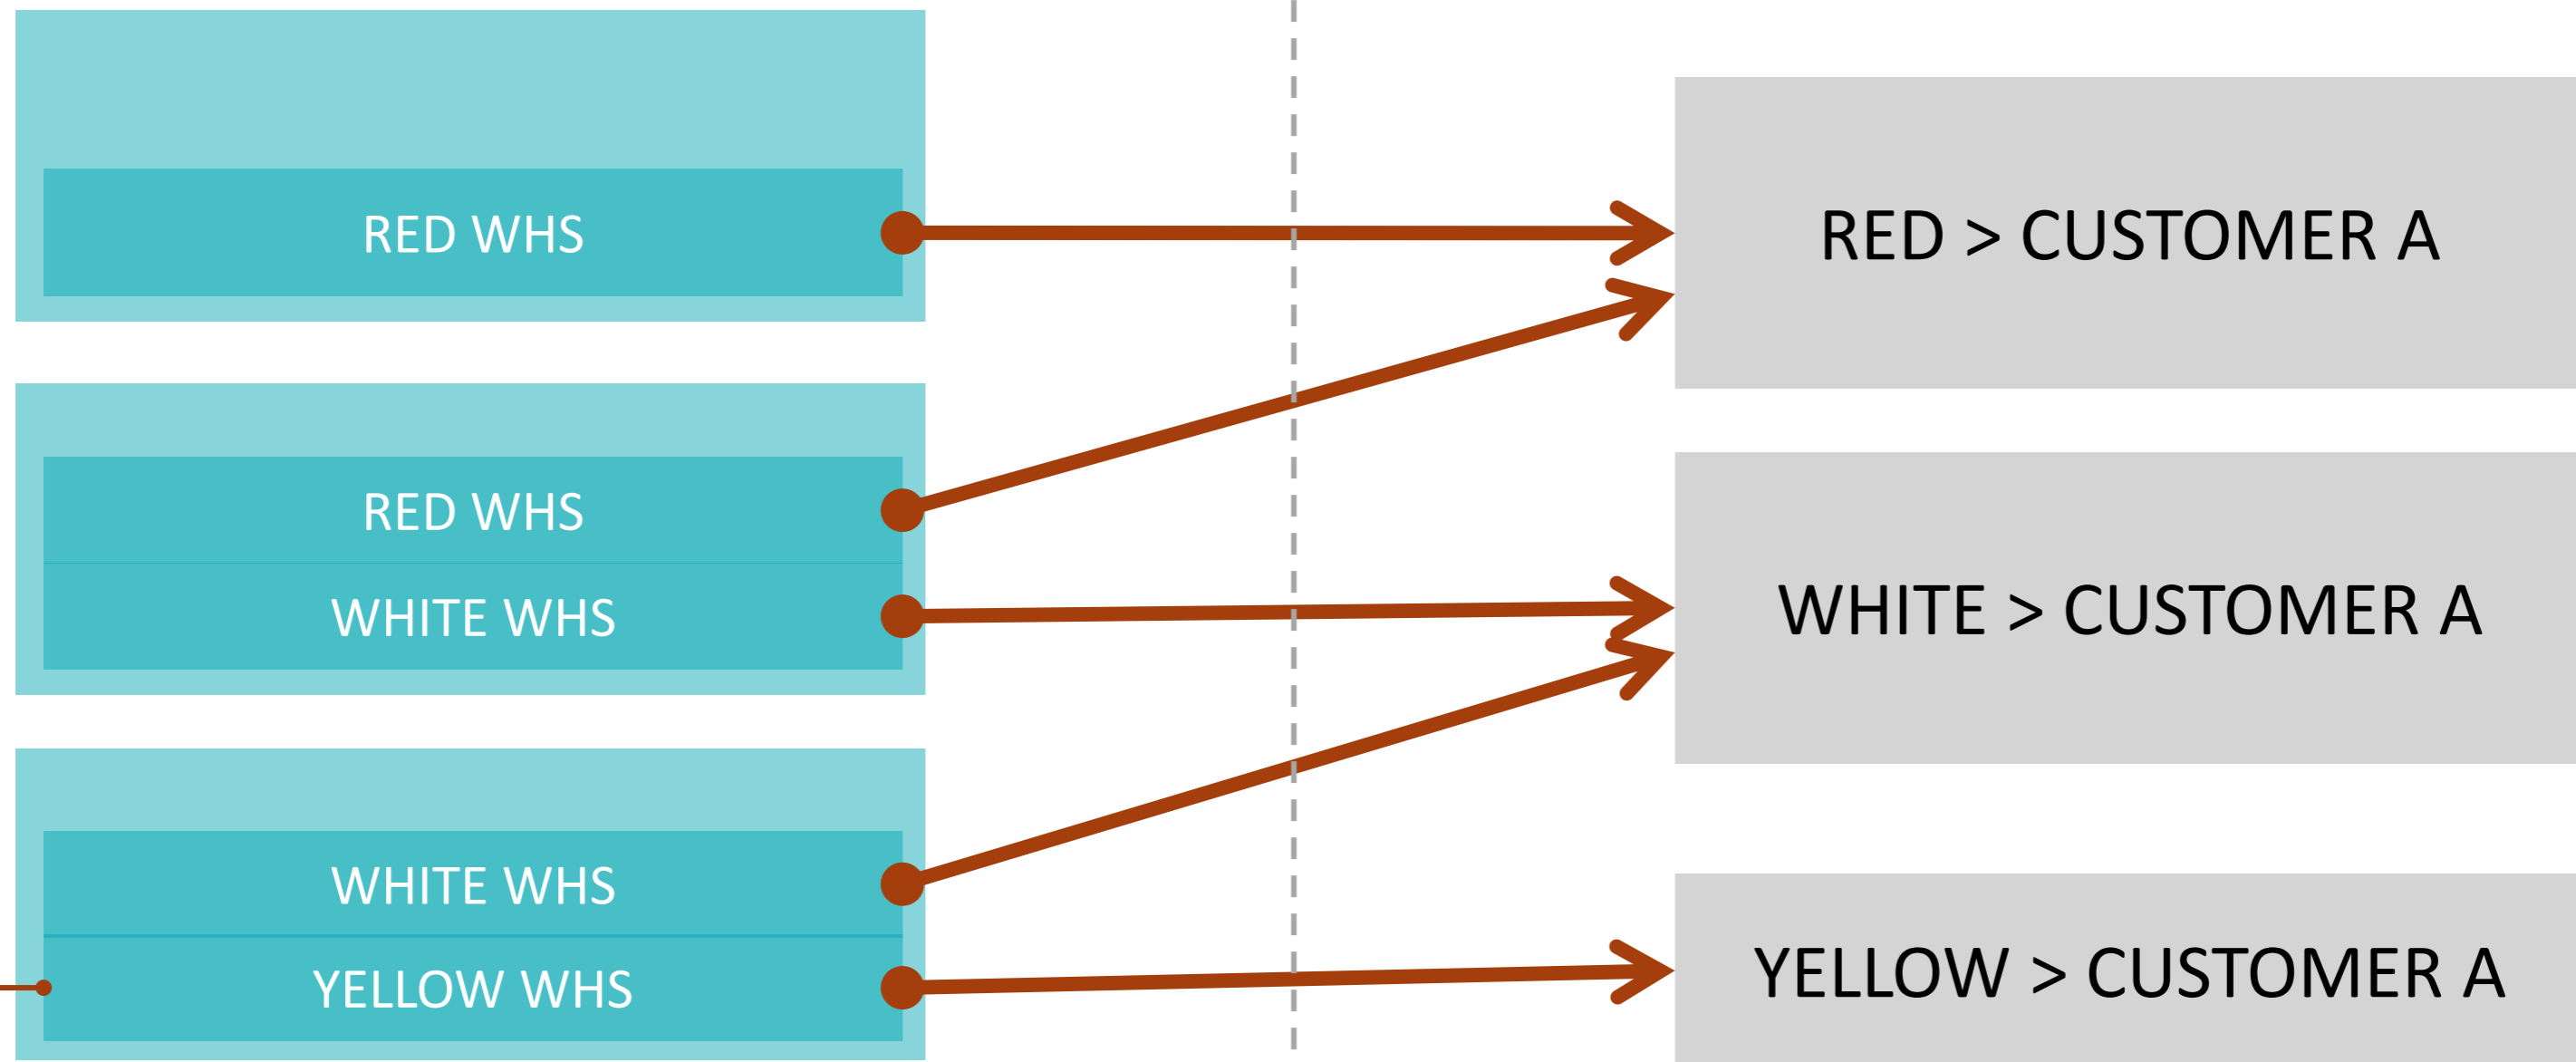 RED WHS
RED > CUSTOMER A
RED WHS
WHITE WHS
WHITE > CUSTOMER A
WHITE WHS
YELLOW WHS
YELLOW > CUSTOMER A